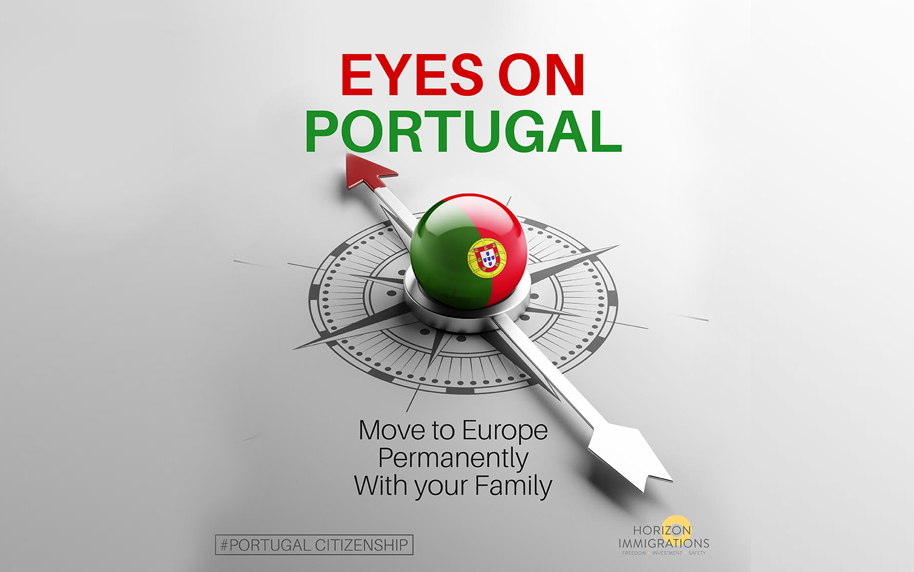 EYES ON
PORTUGAL
Move to Europe
Permanently
With your Family
#PORTUGAL CITIZENSHIP
HORIZON
IMMIGRATIONS
FREEDOM INVESTMENT SAFETY